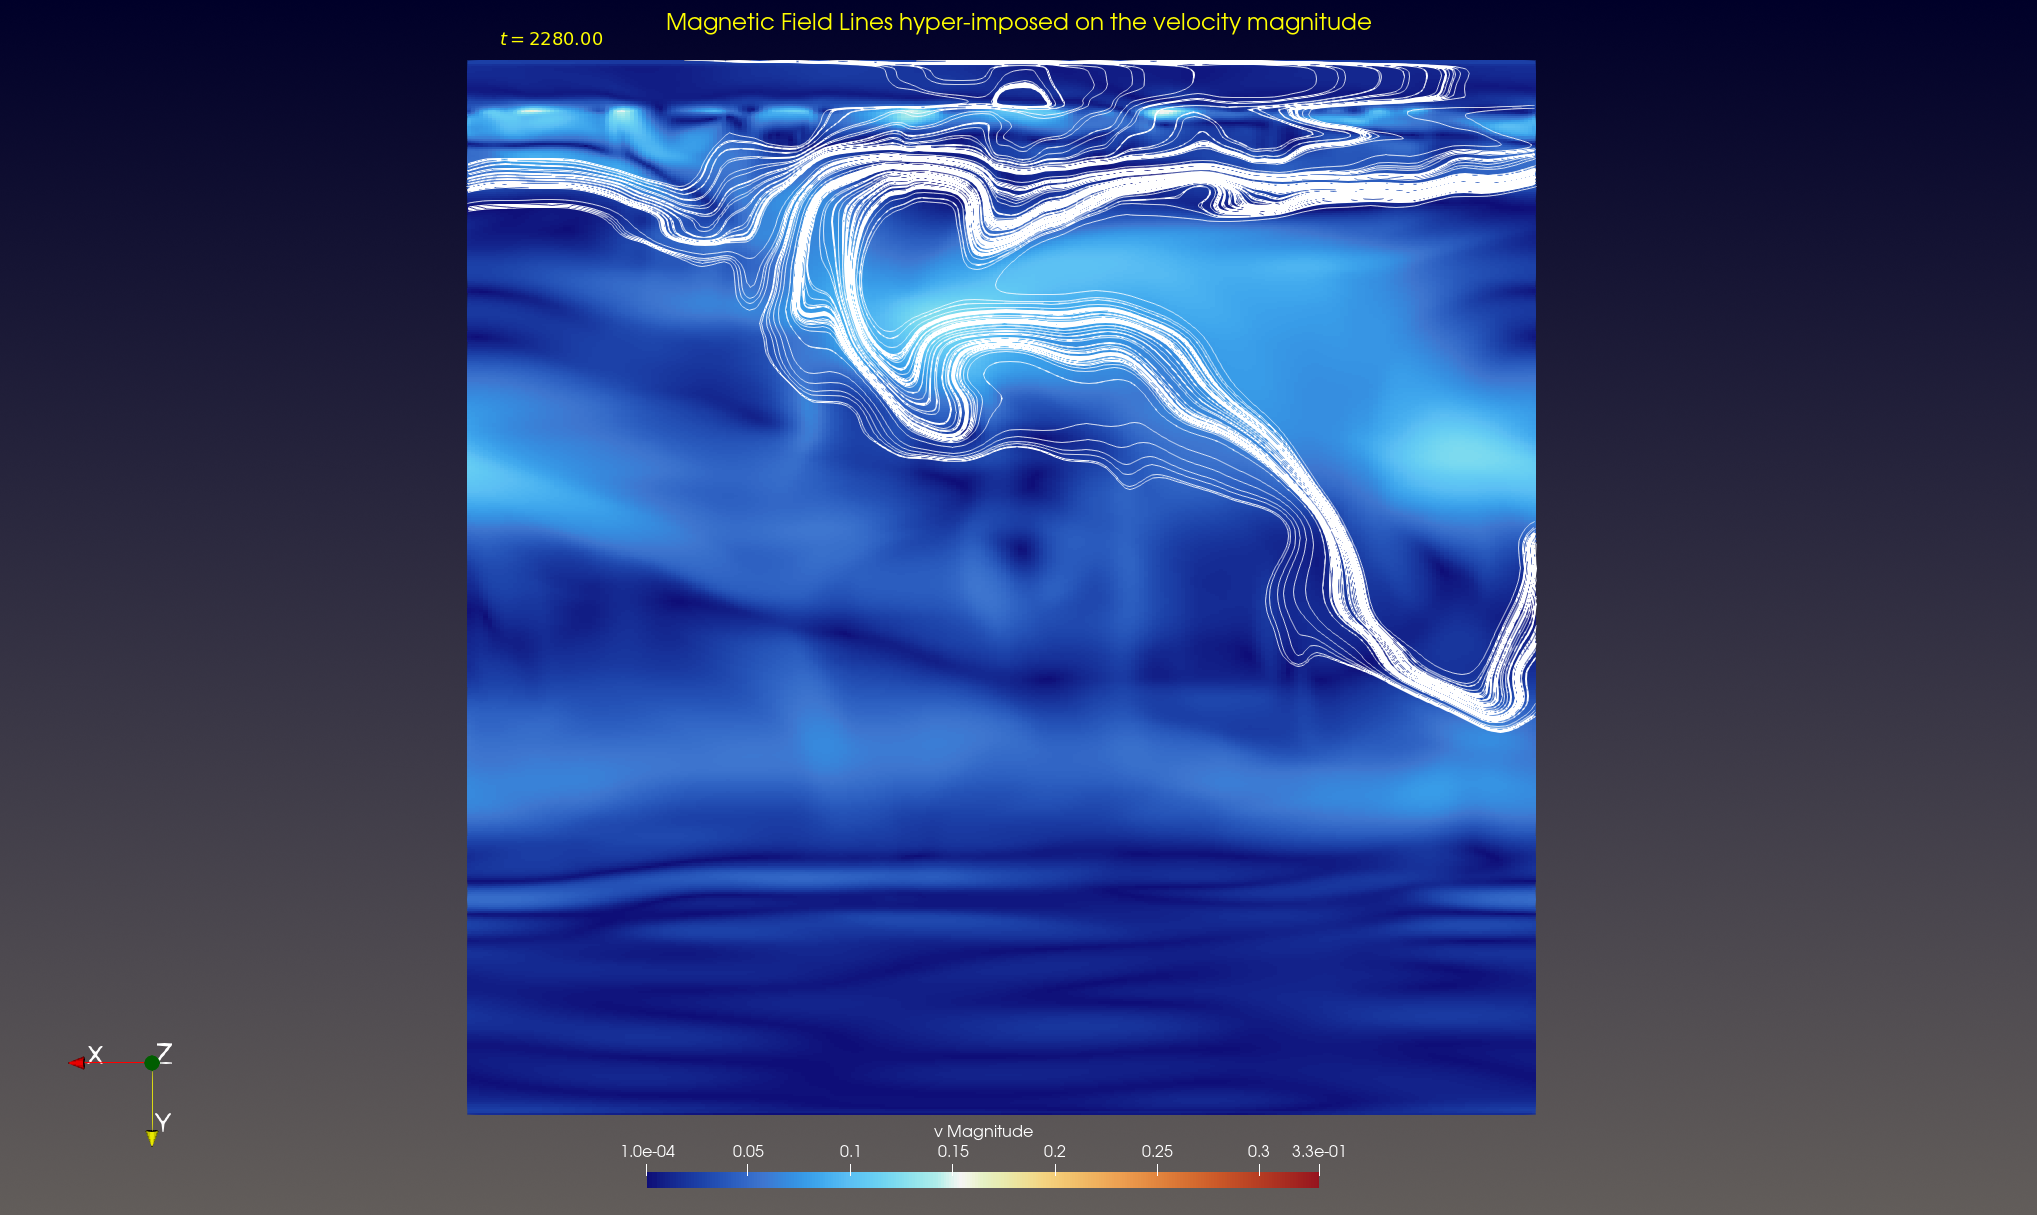 Magnetic Field Lines hyper-imposed on the velocity magnitude
t = 2280.00
X
Z
Y
v Magnitude
1.0e-04 0.05 0.1 0.15 0.2 0.25 0.3 3.3e-01